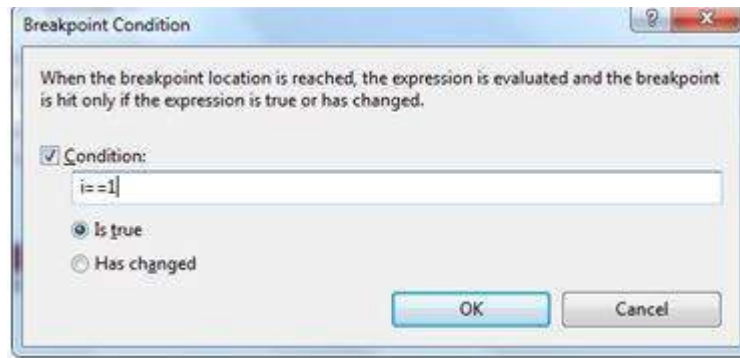 Breakpoint Condition
When the breakpoint location is reached, the expression is evaluated and the breakpoint
is hit only if the expression is true or has changed.
Condition:
i==1
Is true
Has changed
OK
Cancel